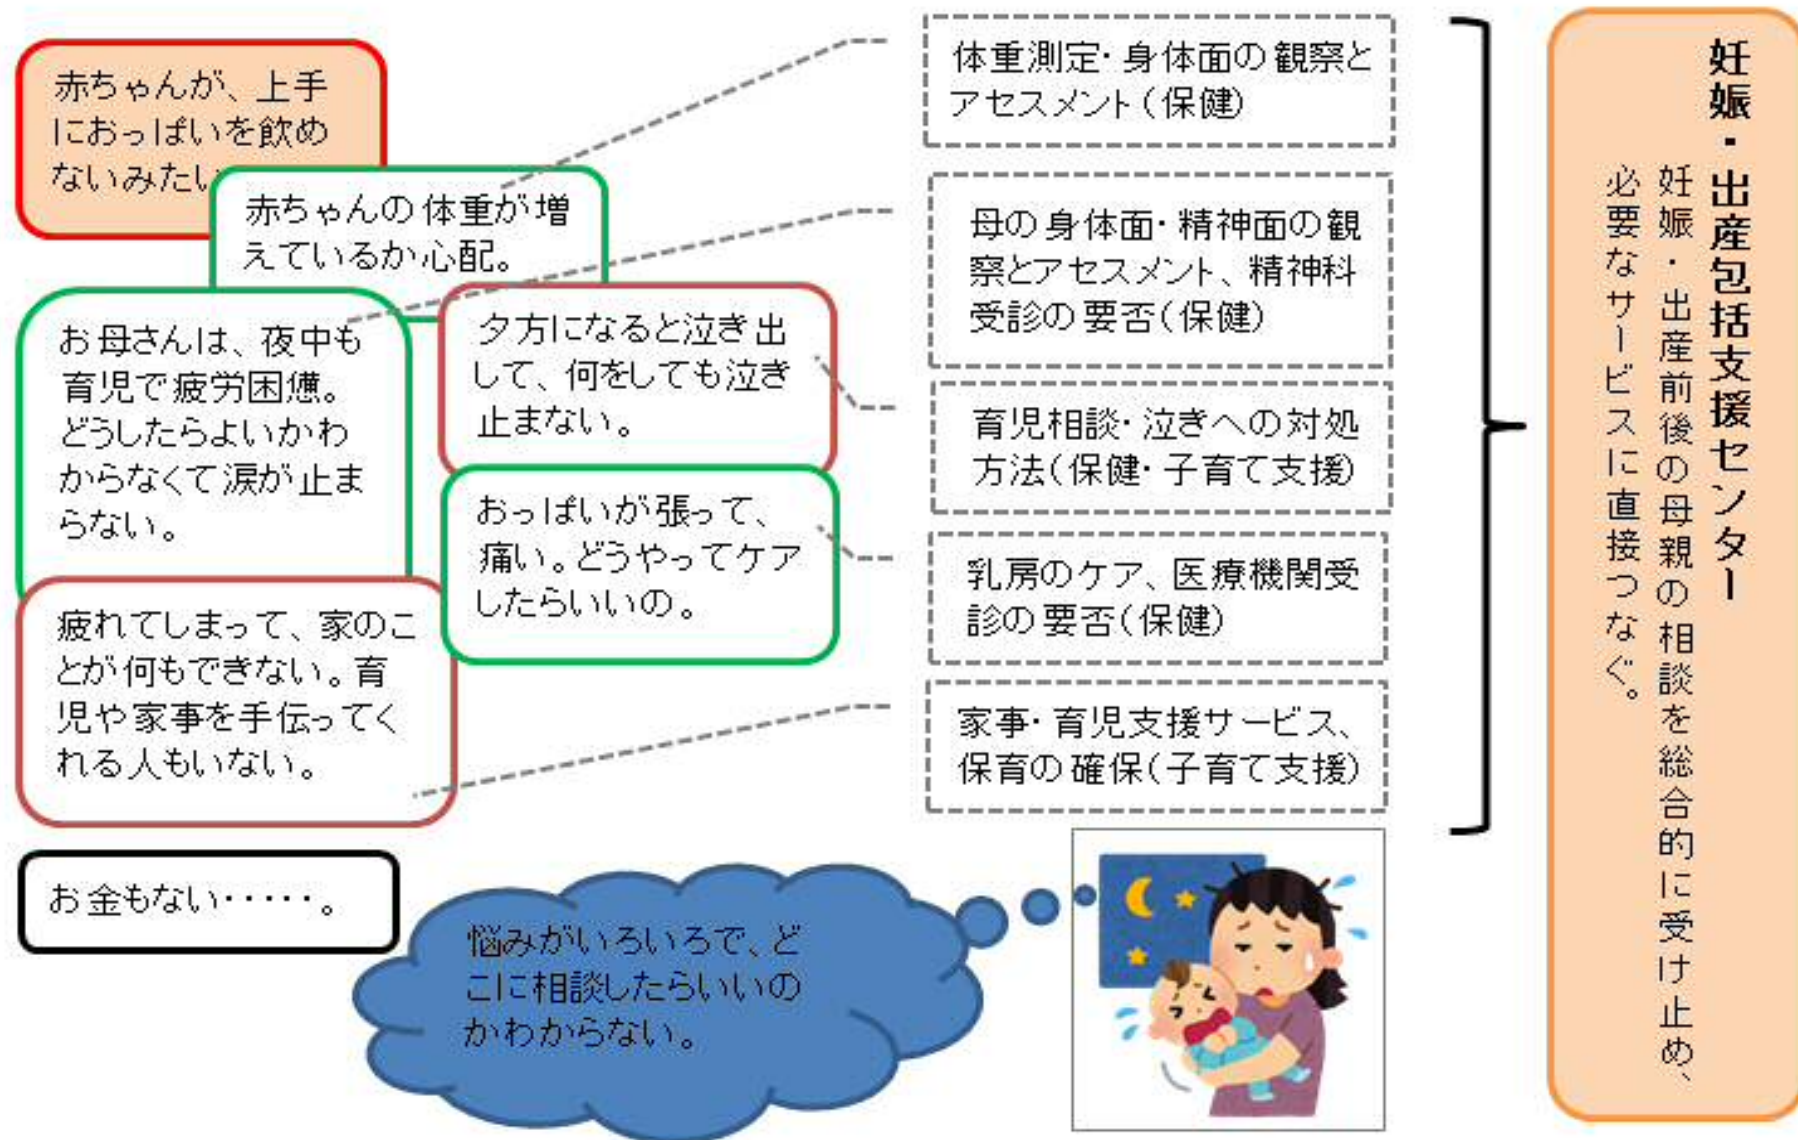 赤ちゃんが、上手
におっぱいを飲め
ないみたい
赤ちゃんの体重が増
えているか心配。
お母さんは、夜中も
育児で疲労困憊。
どうしたらよいかわ
からなくて涙が止ま
らない。
夕方になると泣き出
して、何をしても泣き
止まない。
おっぱいが張って、
痛い。どうやってケア
したらいいの。
疲れてしまって、家のこ
とが何もできない。育
児や家事を手伝ってく
れる人もいない。
お金もない・・・・・。
悩みがいろいろで、ど
こに相談したらいいの
かわからない。
体重測定・身体面の観察と
アセスメント(保健)
母の身体面・精神面の観
察とアセスメント、精神科
受診の要否(保健)
育児相談・泣きへの対処
方法(保健・子育て支援)
乳房のケア、医療機関受
診の要否(保健)
家事・育児支援サービス、
保育の確保(子育て支援)
妊娠・出産包括支援センター
妊娠・出産前後の母親の相談を総合的に受け止め、
必要なサービスに直接つなぐ。